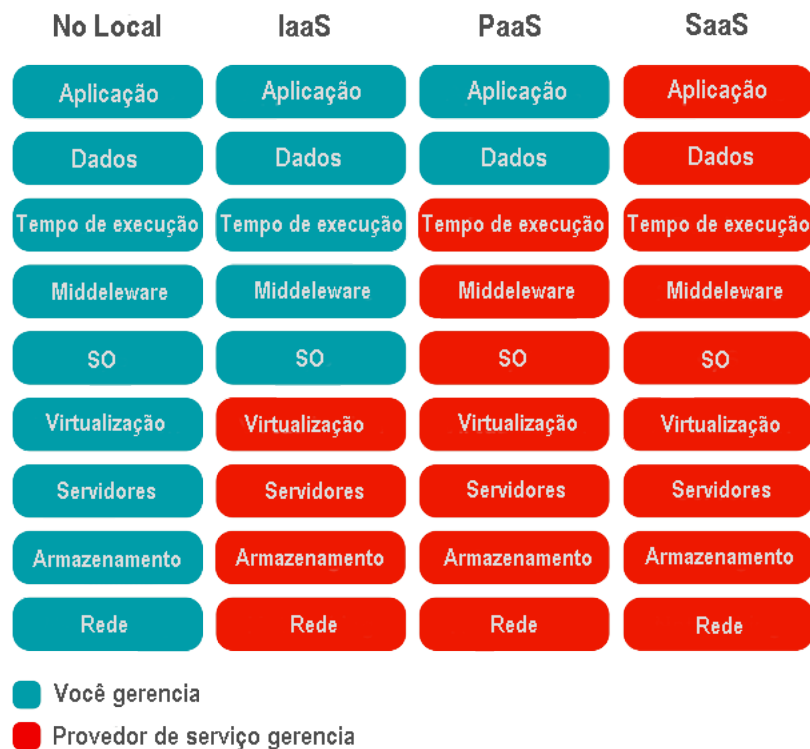 No Local IaaS PaaS SaaS
Aplicação Aplicação Aplicação Aplicação
Dados Dados Dados Dados
Tempo de execução Tempo de execução Tempo de execução Tempo de execução
Middeleware Middeleware Middeleware Middeleware
SO SO SO SO
Virtualização Virtualização Virtualização Virtualização
Servidores Servidores Servidores Servidores
Armazenamento Armazenamento Armazenamento Armazenamento
Rede Rede Rede Rede
Você gerencia
Provedor de serviço gerencia